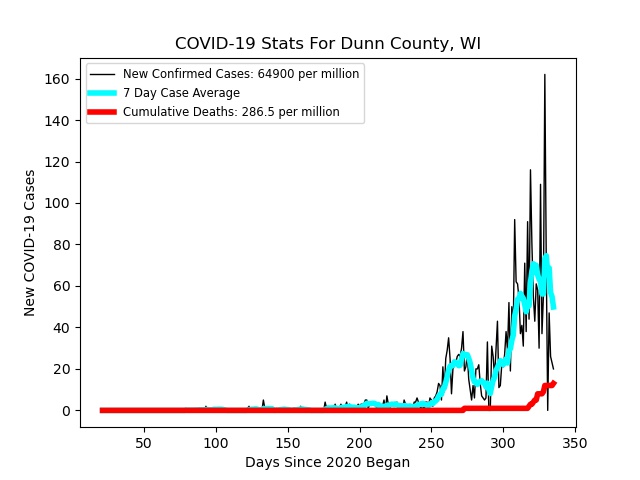 COVID-19 Stats For Dunn County, WI
New Confirmed Cases: 64900 per million
7 Day Case Average
Cumulative Deaths: 286.5 per million
New COVID-19 Cases
160
140
120
100
80
60
40
20
0
50 100 150 200 250 300 350
Days Since 2020 Began